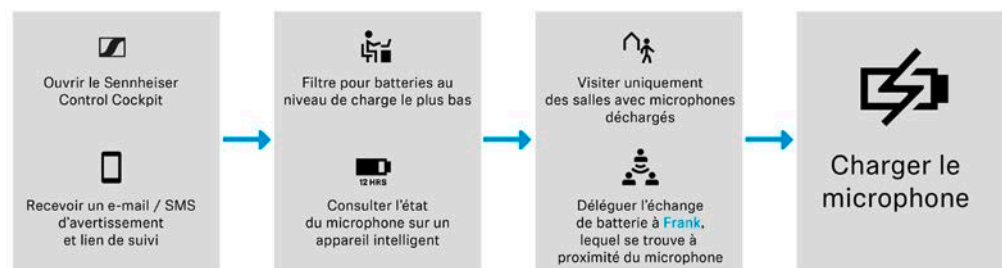 Ouvrir le Sennheiser
Control Cockpit
Recevoir un e-mail / SMS
d'avertissement
et lien de suivi
Filtre pour batteries au
niveau de charge le plus bas
12 HRS
Consulter l'état
du microphone sur un
appareil intelligent
Visiter uniquement
des salles avec microphones
déchargés
Déléguer l'échange
de batterie à Frank,
lequel se trouve à
proximité du microphone
Charger le
microphone